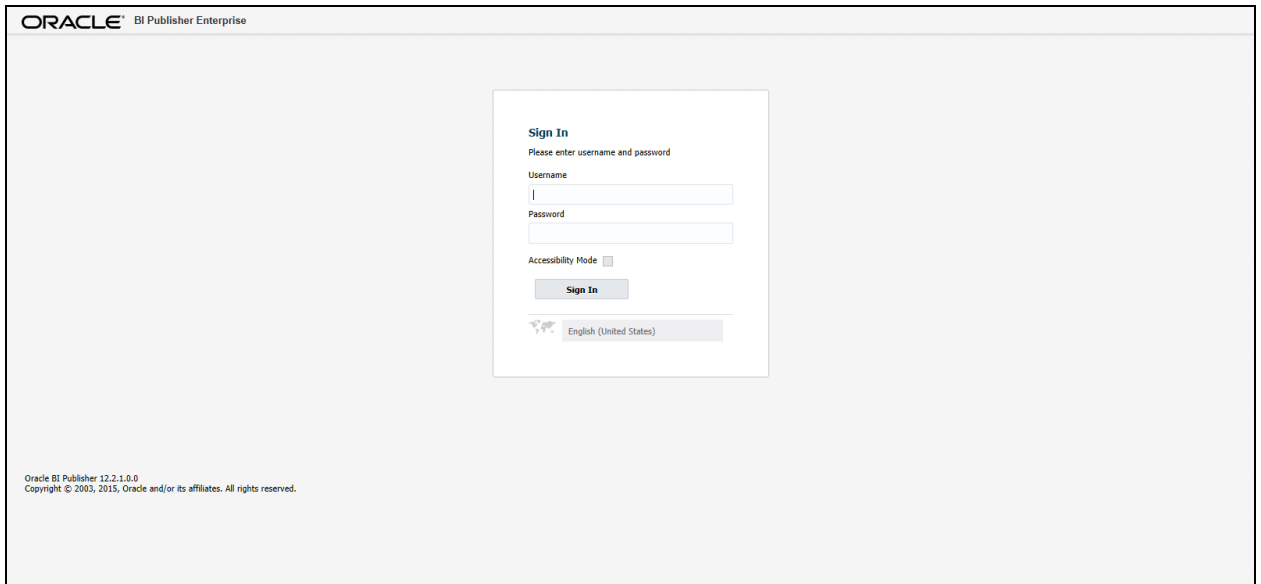 ORACLE® BI Publisher Enterprise
Sign In
Please enter username and password
Username
Password
Accessibility Mode
Sign In
English (United States)
Oracle BI Publisher 12.2.1.0.0
Copyright © 2003, 2015, Oracle and/or its affiliates. All rights reserved.